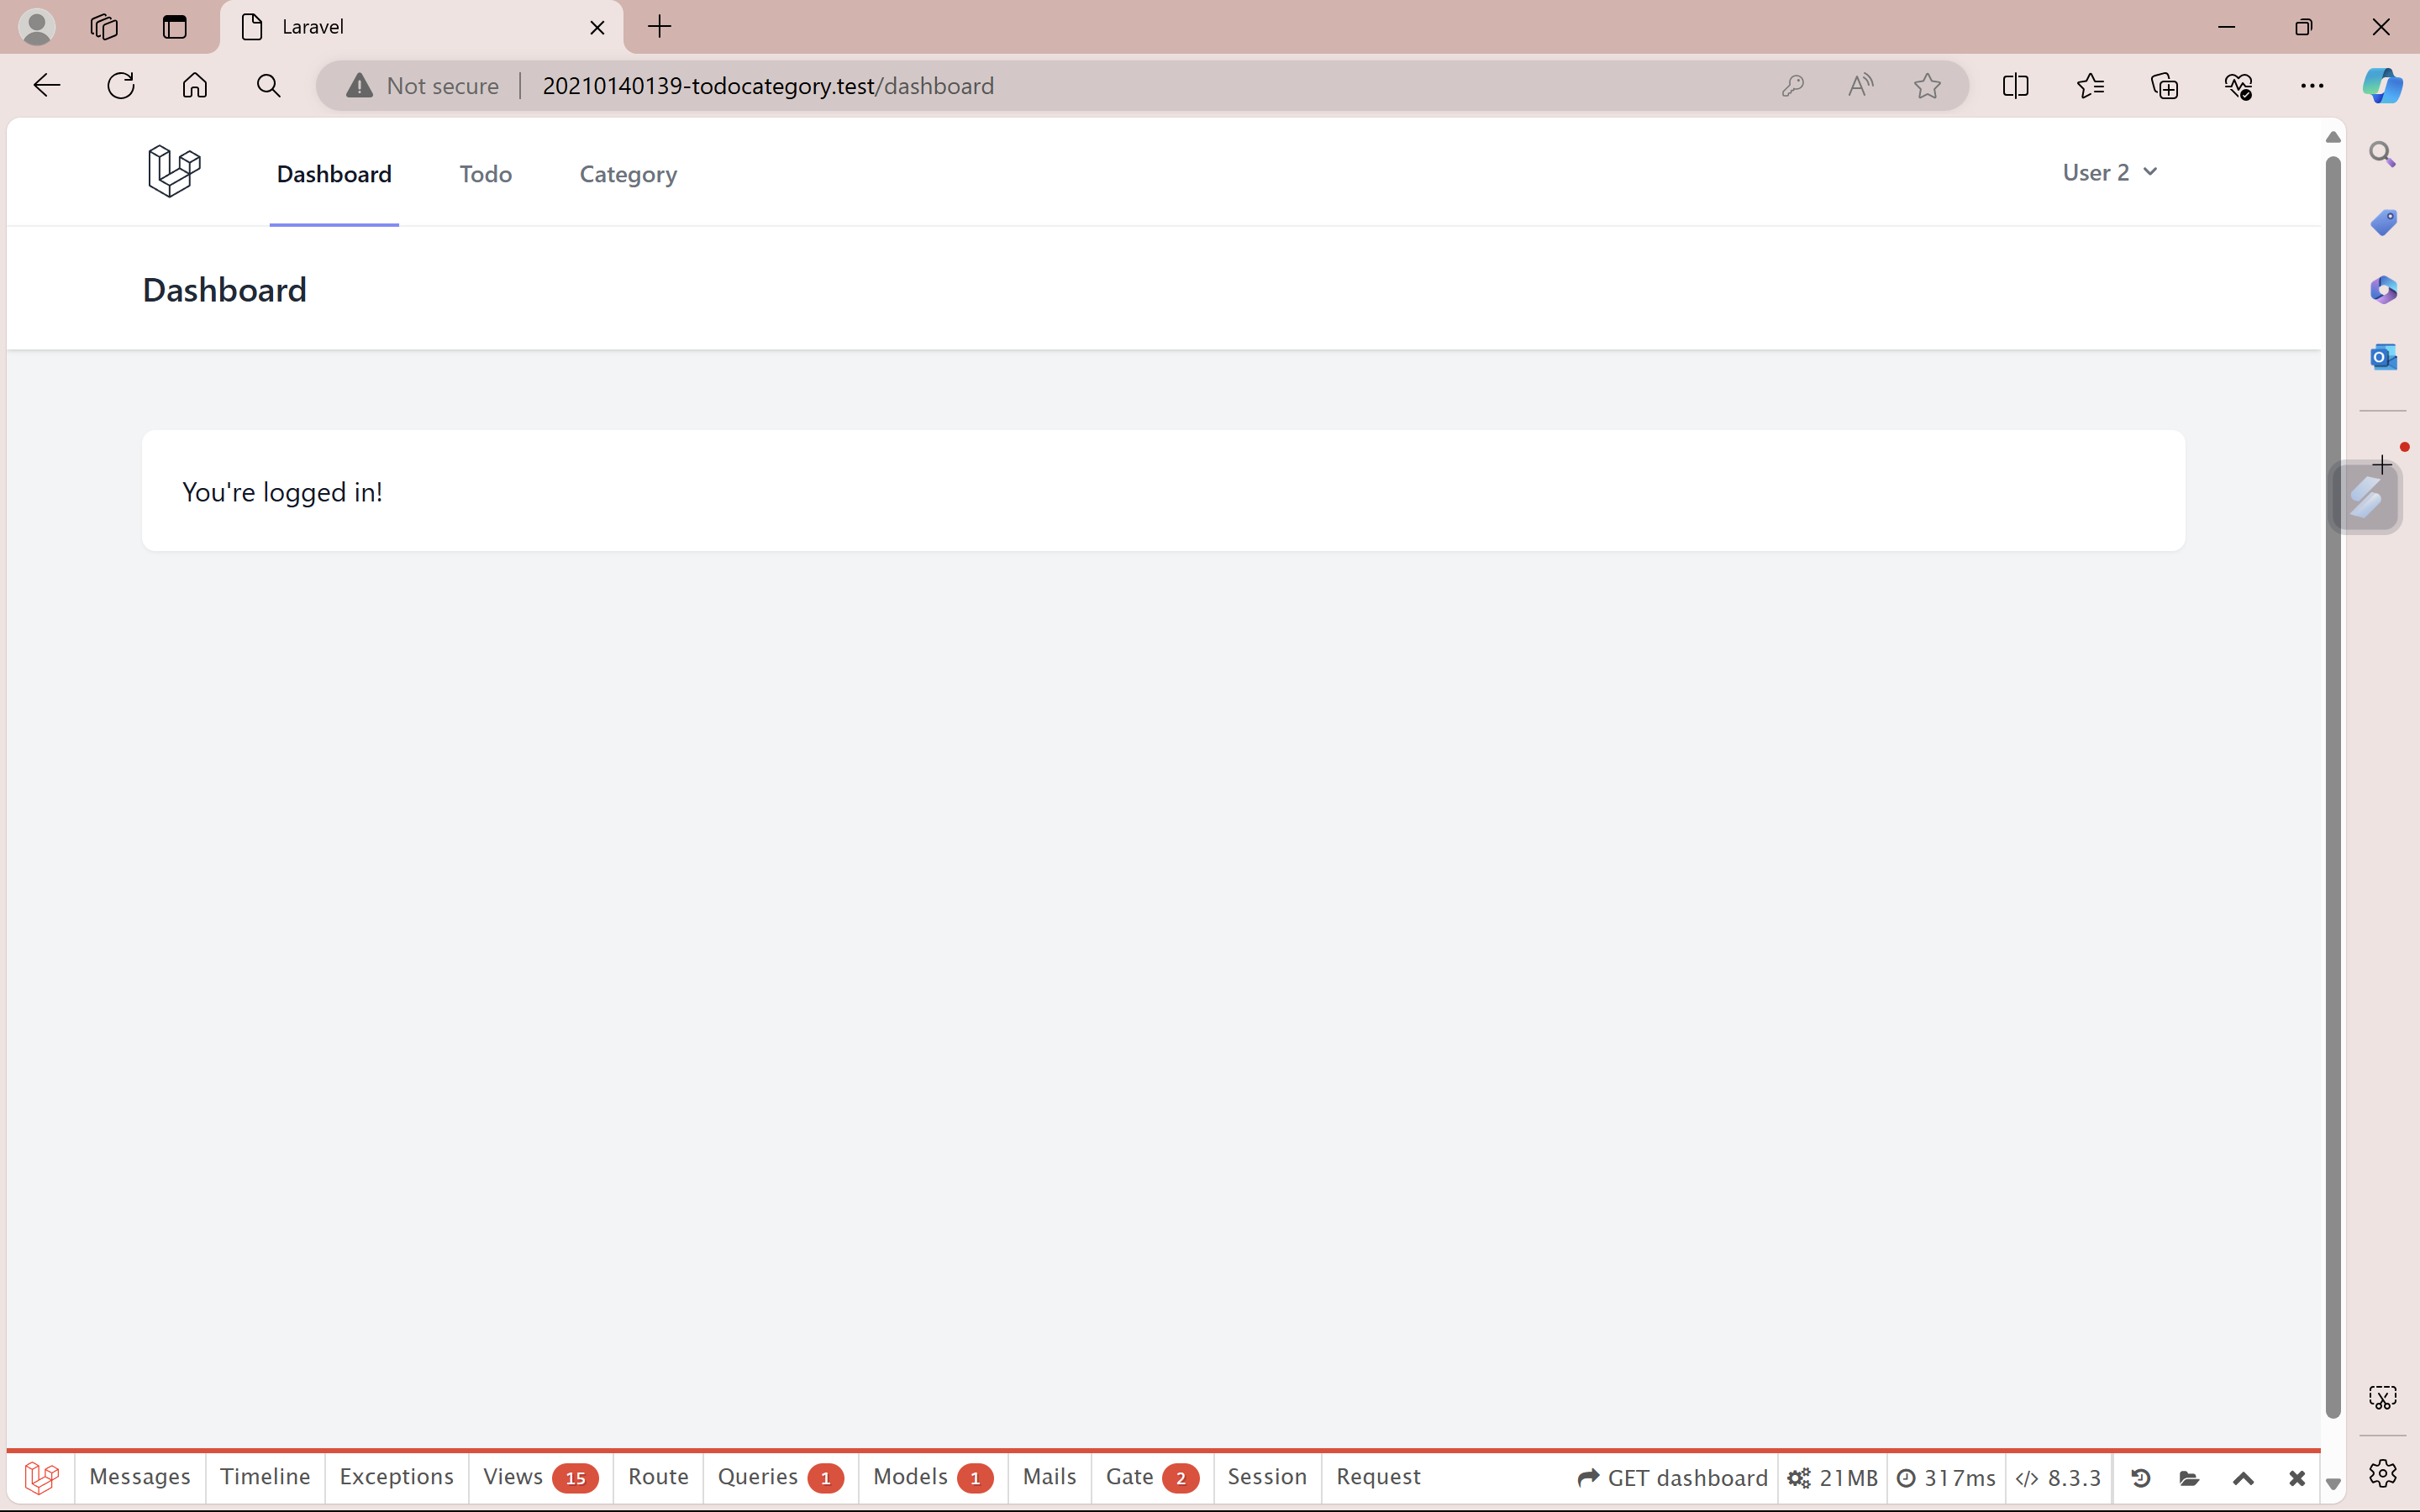 Laravel
Not secure 20210140139-todocategory.test/dashboard
Dashboard Todo Category User 2
Dashboard
You're logged in!
Messages Timeline Exceptions Views 15 Route Queries 1 Models 1 Mails Gate 2 Session Request GET dashboard 21MB 317ms 8.3.3